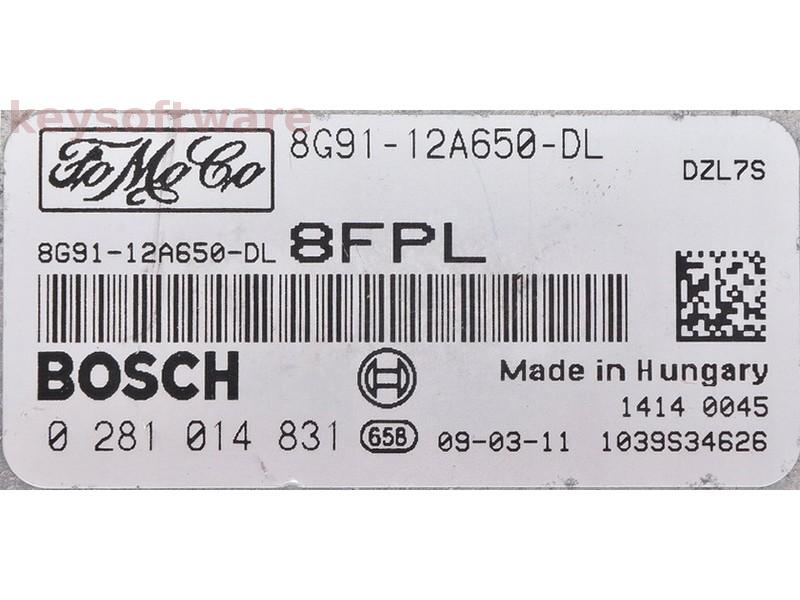 keysoftware
FoMoCo 8G91-12A650-DL
DZL7S
8G91-12A650-DL 8FPL
BOSCH Made in Hungary
1414 0045
0 281 014 831 658 09-03-11 1039S34626